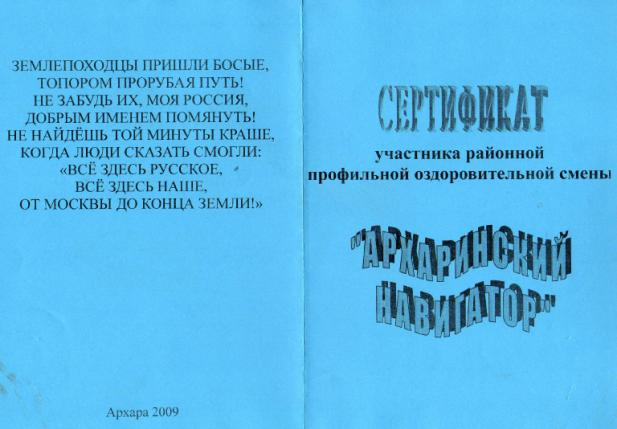 ЗЕМЛЕПОХОДЦЫ ПРИШЛИ БОСЫЕ,
ТОПОРОМ ПРОРУБАЯ ПУТЬ!
НЕ ЗАБУДЬ ИХ, МОЯ РОССИЯ,
ДОБРЫМ ИМЕНЕМ ПОМЯНУТЬ!
НЕ НАЙДЁШЬ ТОЙ МИНУТЫ КРАШЕ,
КОГДА ЛЮДИ СКАЗАТЬ СМОГЛИ:
«ВСЁ ЗДЕСЬ РУССКОЕ,
ВСЁ ЗДЕСЬ НАШЕ,
ОТ МОСКВЫ ДО КОНЦА ЗЕМЛИ!»
Архара 2009
СЕРТИФИКАТ
участника районной
профильной оздоровительной смены
"АРХАРИНСКИЙ
НАВИГАТОР"